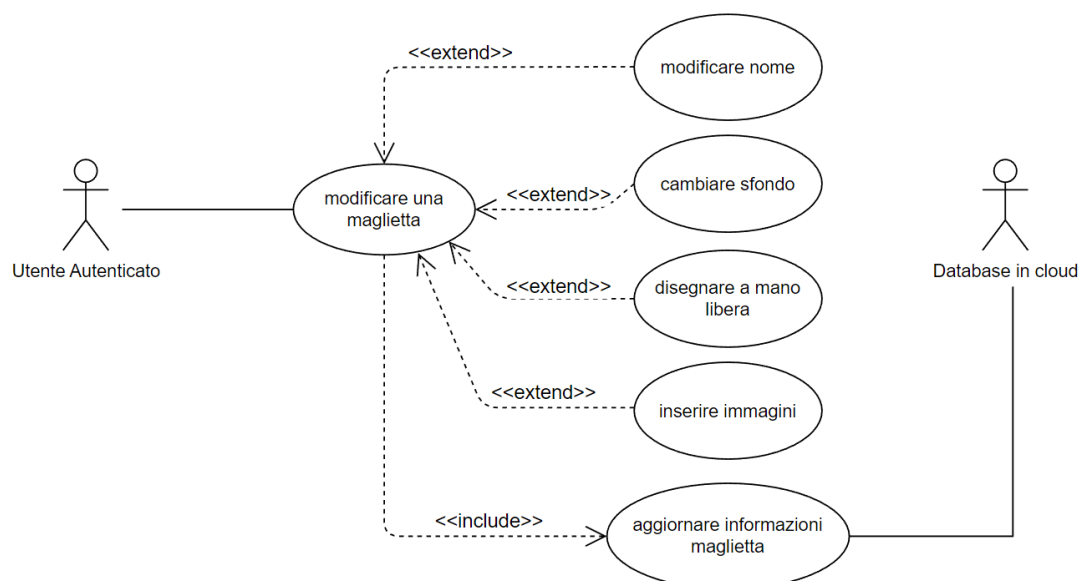 <<extend>>
modificare nome
modificare una
maglietta
<<extend>>
cambiare sfondo
Utente Autenticato
Database in cloud
<<extend>>
disegnare a mano
libera
<<extend>>
inserire immagini
<<include>>
aggiornare informazioni
maglietta